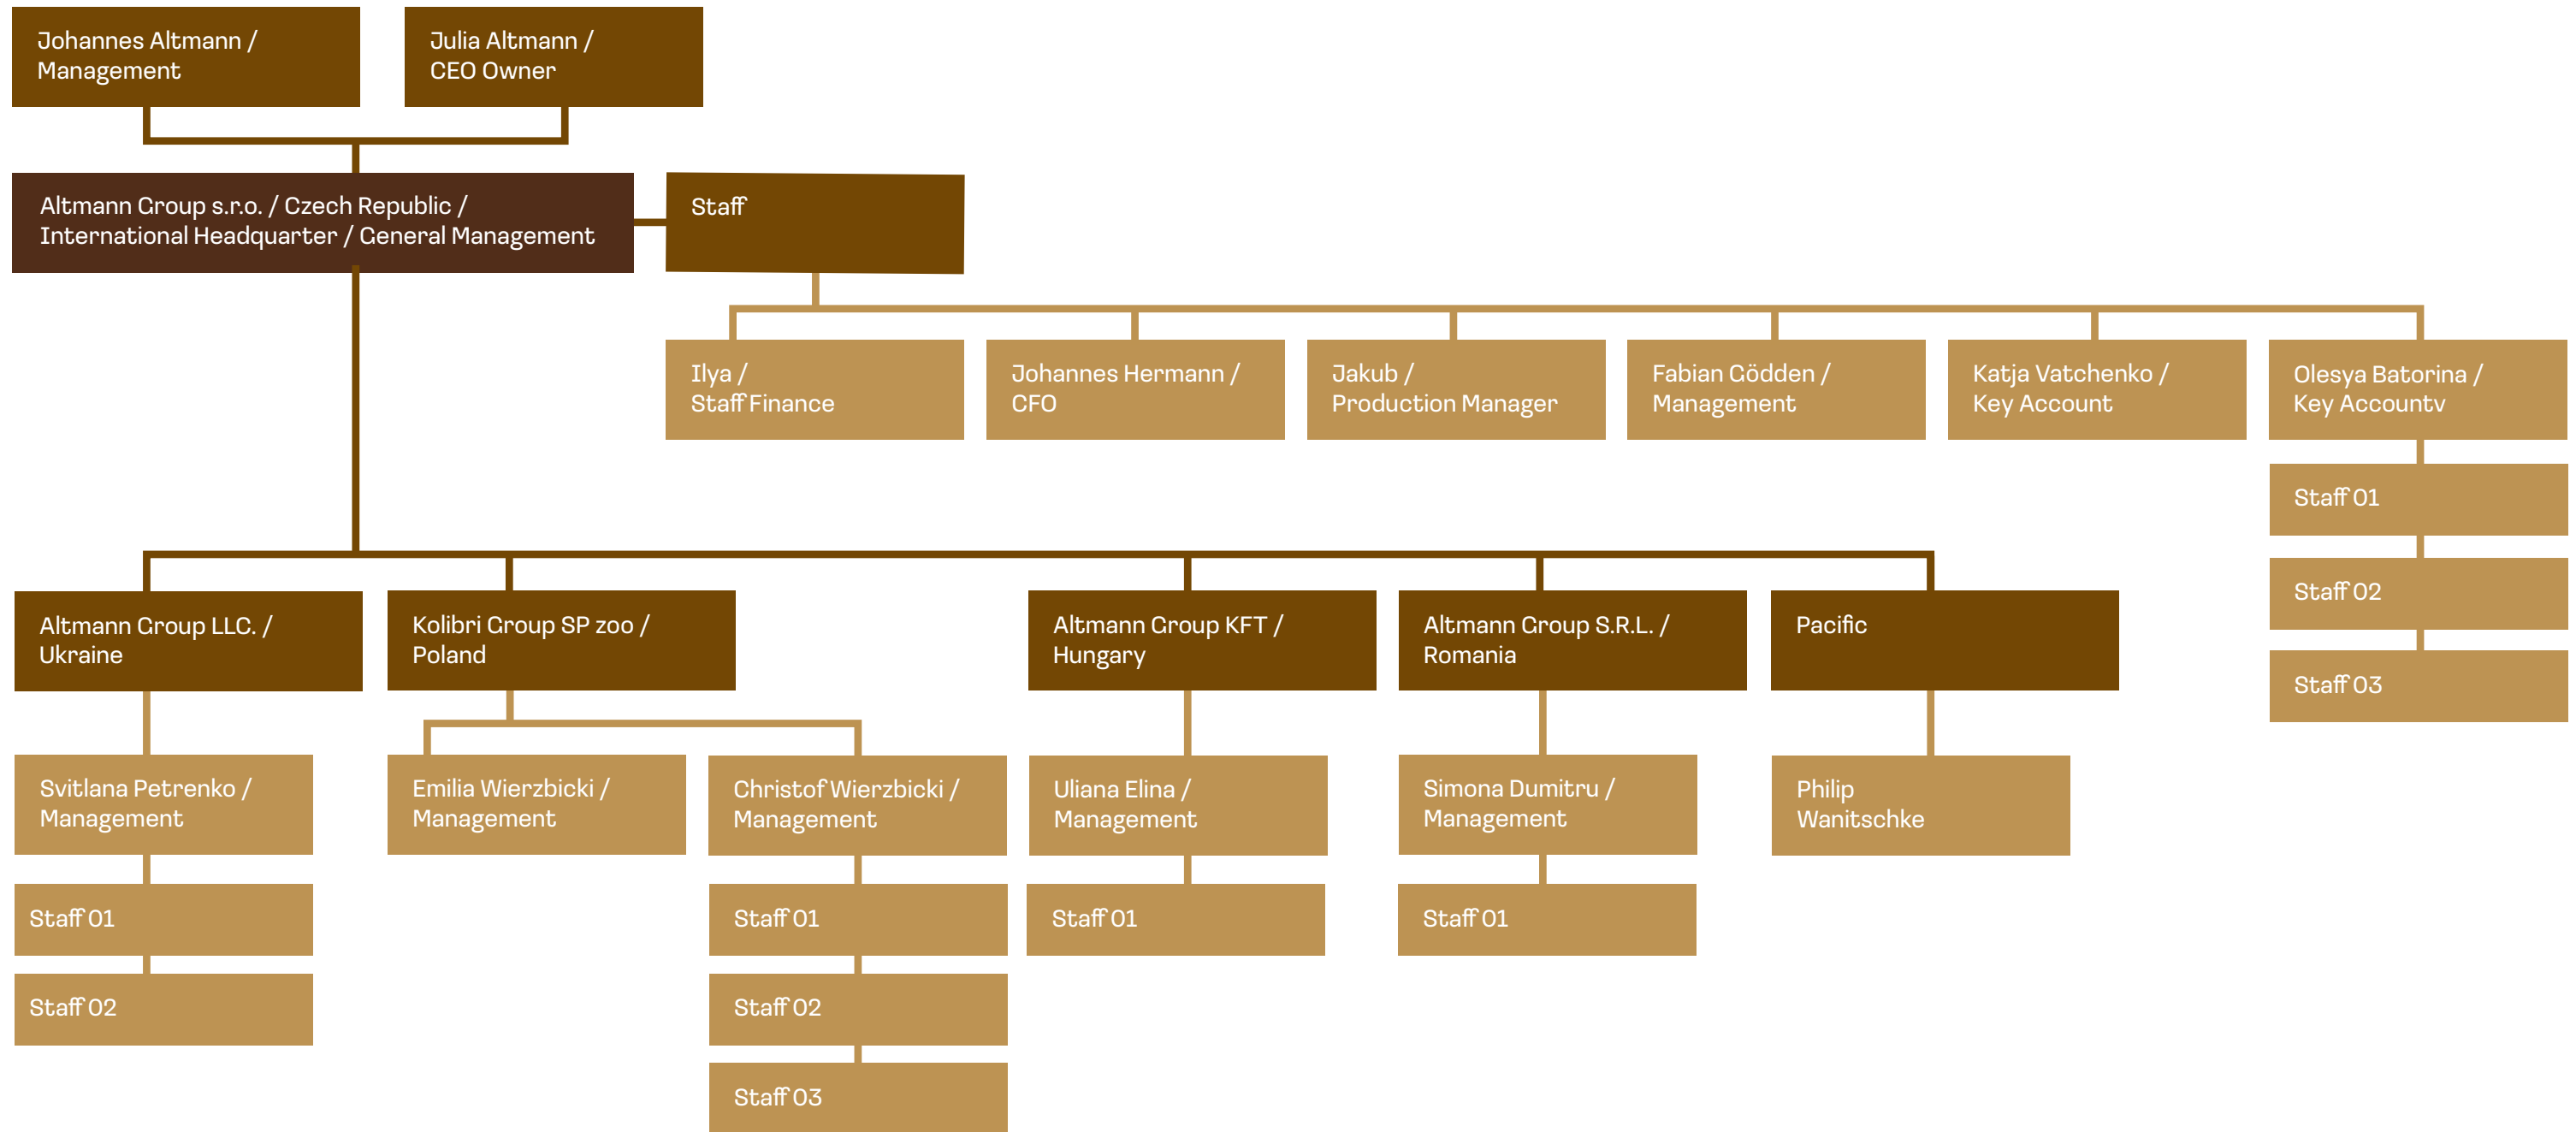 Johannes Altmann /
Management
Julia Altmann /
CEO Owner
Altmann Group s.r.o. / Czech Republic /
International Headquarter / General Management
Staff
Ilya /
Staff Finance
Johannes Hermann /
CFO
Jakub /
Production Manager
Fabian Gödden /
Management
Katja Vatchenko /
Key Account
Olesya Batorina /
Key Accountv
Staff 01
Staff 02
Staff 03
Altmann Group LLC. /
Ukraine
Kolibri Group SP zoo /
Poland
Altmann Group KFT /
Hungary
Altmann Group S.R.L. /
Romania
Pacific
Svitlana Petrenko /
Management
Emilia Wierzbicki /
Management
Christof Wierzbicki /
Management
Uliana Elina /
Management
Simona Dumitru /
Management
Philip
Wanitschke
Staff 01
Staff 01
Staff 01
Staff 01
Staff 02
Staff 02
Staff 03